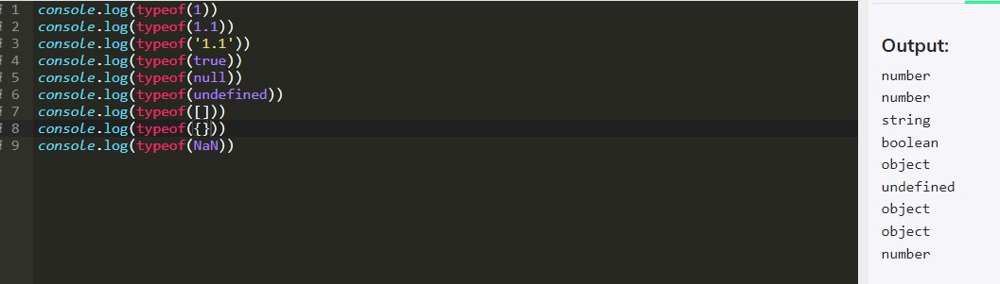 1 console.log(typeof(1))
2 console.log(typeof(1.1))
3 console.log(typeof('1.1'))
4 console.log(typeof(true))
5 console.log(typeof(null))
6 console.log(typeof(undefined))
7 console.log(typeof([]))
8 console.log(typeof({}))
9 console.log(typeof(NaN))
Output:
number
number
string
boolean
object
undefined
object
object
number